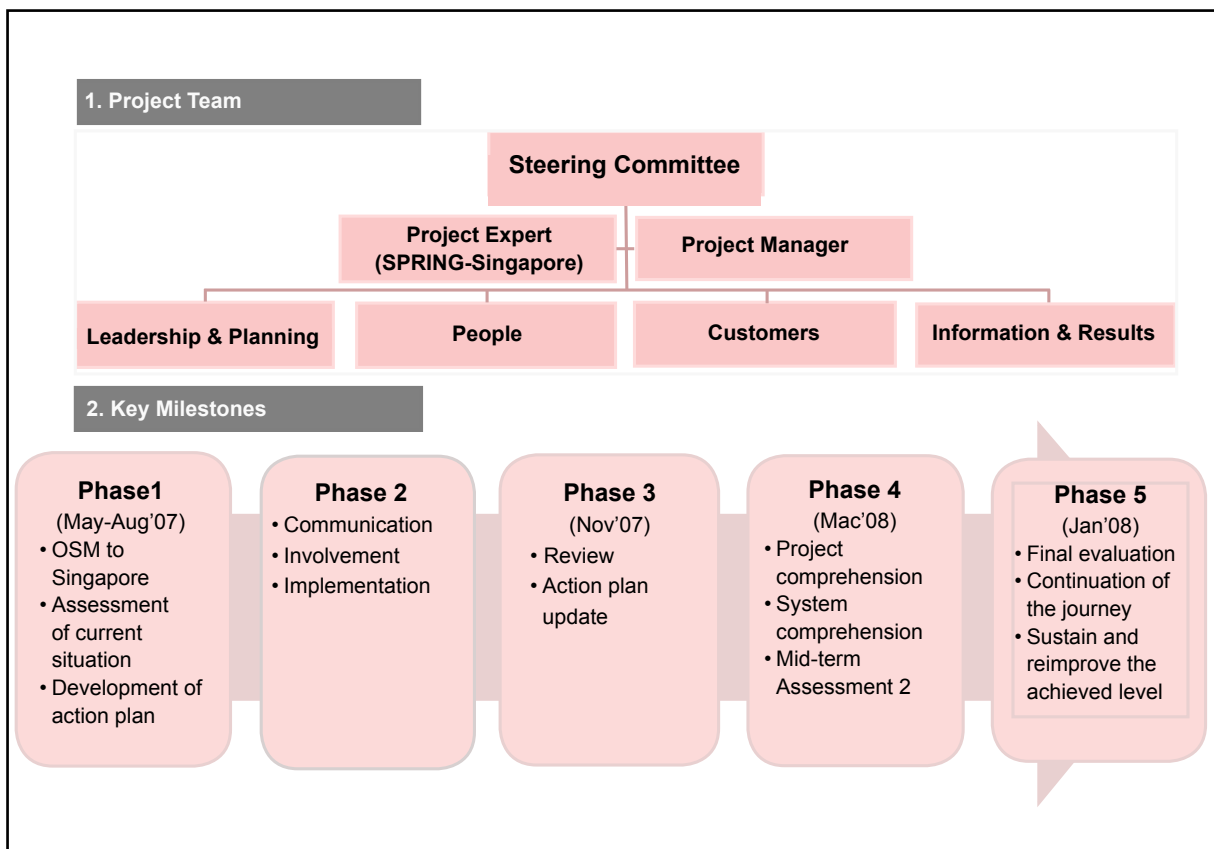 1. Project Team
Steering Committee
Project Expert
(SPRING-Singapore)
Project Manager
Leadership & Planning
People
Customers
Information & Results
2. Key Milestones
Phase1
(May-Aug'07)
• OSM to
Singapore
• Assessment
of current
situation
• Development of
action plan
Phase 2
• Communication
• Involvement
• Implementation
Phase 3
(Nov'07)
• Review
• Action plan
update
Phase 4
(Mac'08)
• Project
comprehension
• System
comprehension
• Mid-term
Assessment 2
Phase 5
(Jan'08)
• Final evaluation
• Continuation of
the journey
• Sustain and
reimprove the
achieved level